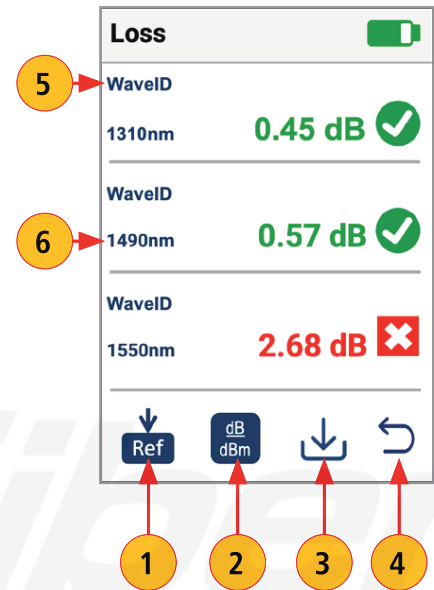 Loss
5
WaveID
1310nm
0.45 dB
WaveID
6
1490nm
0.57 dB
WaveID
1550nm
2.68 dB
Ref
dB
dBm
1
2
3
4